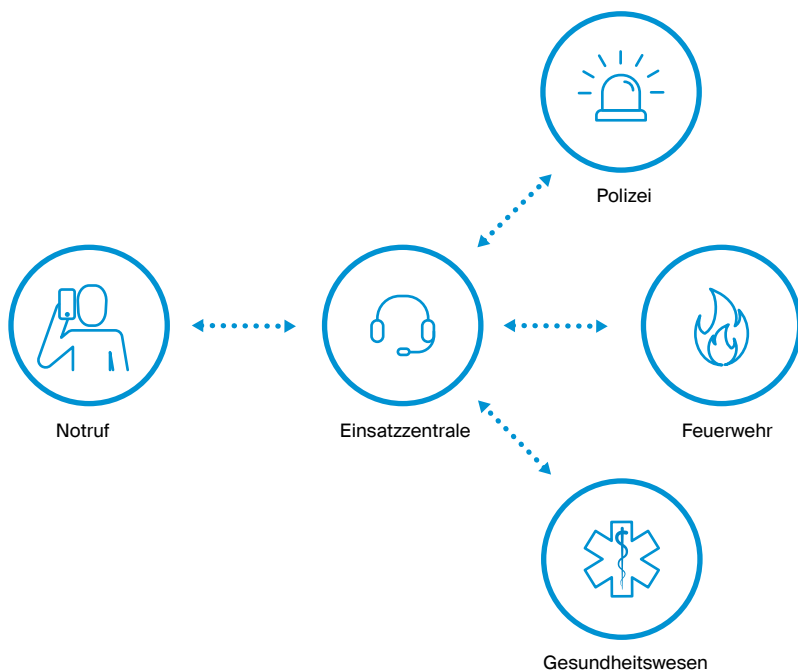 Polizei
Notruf
Einsatzzentrale
Feuerwehr
Gesundheitswesen